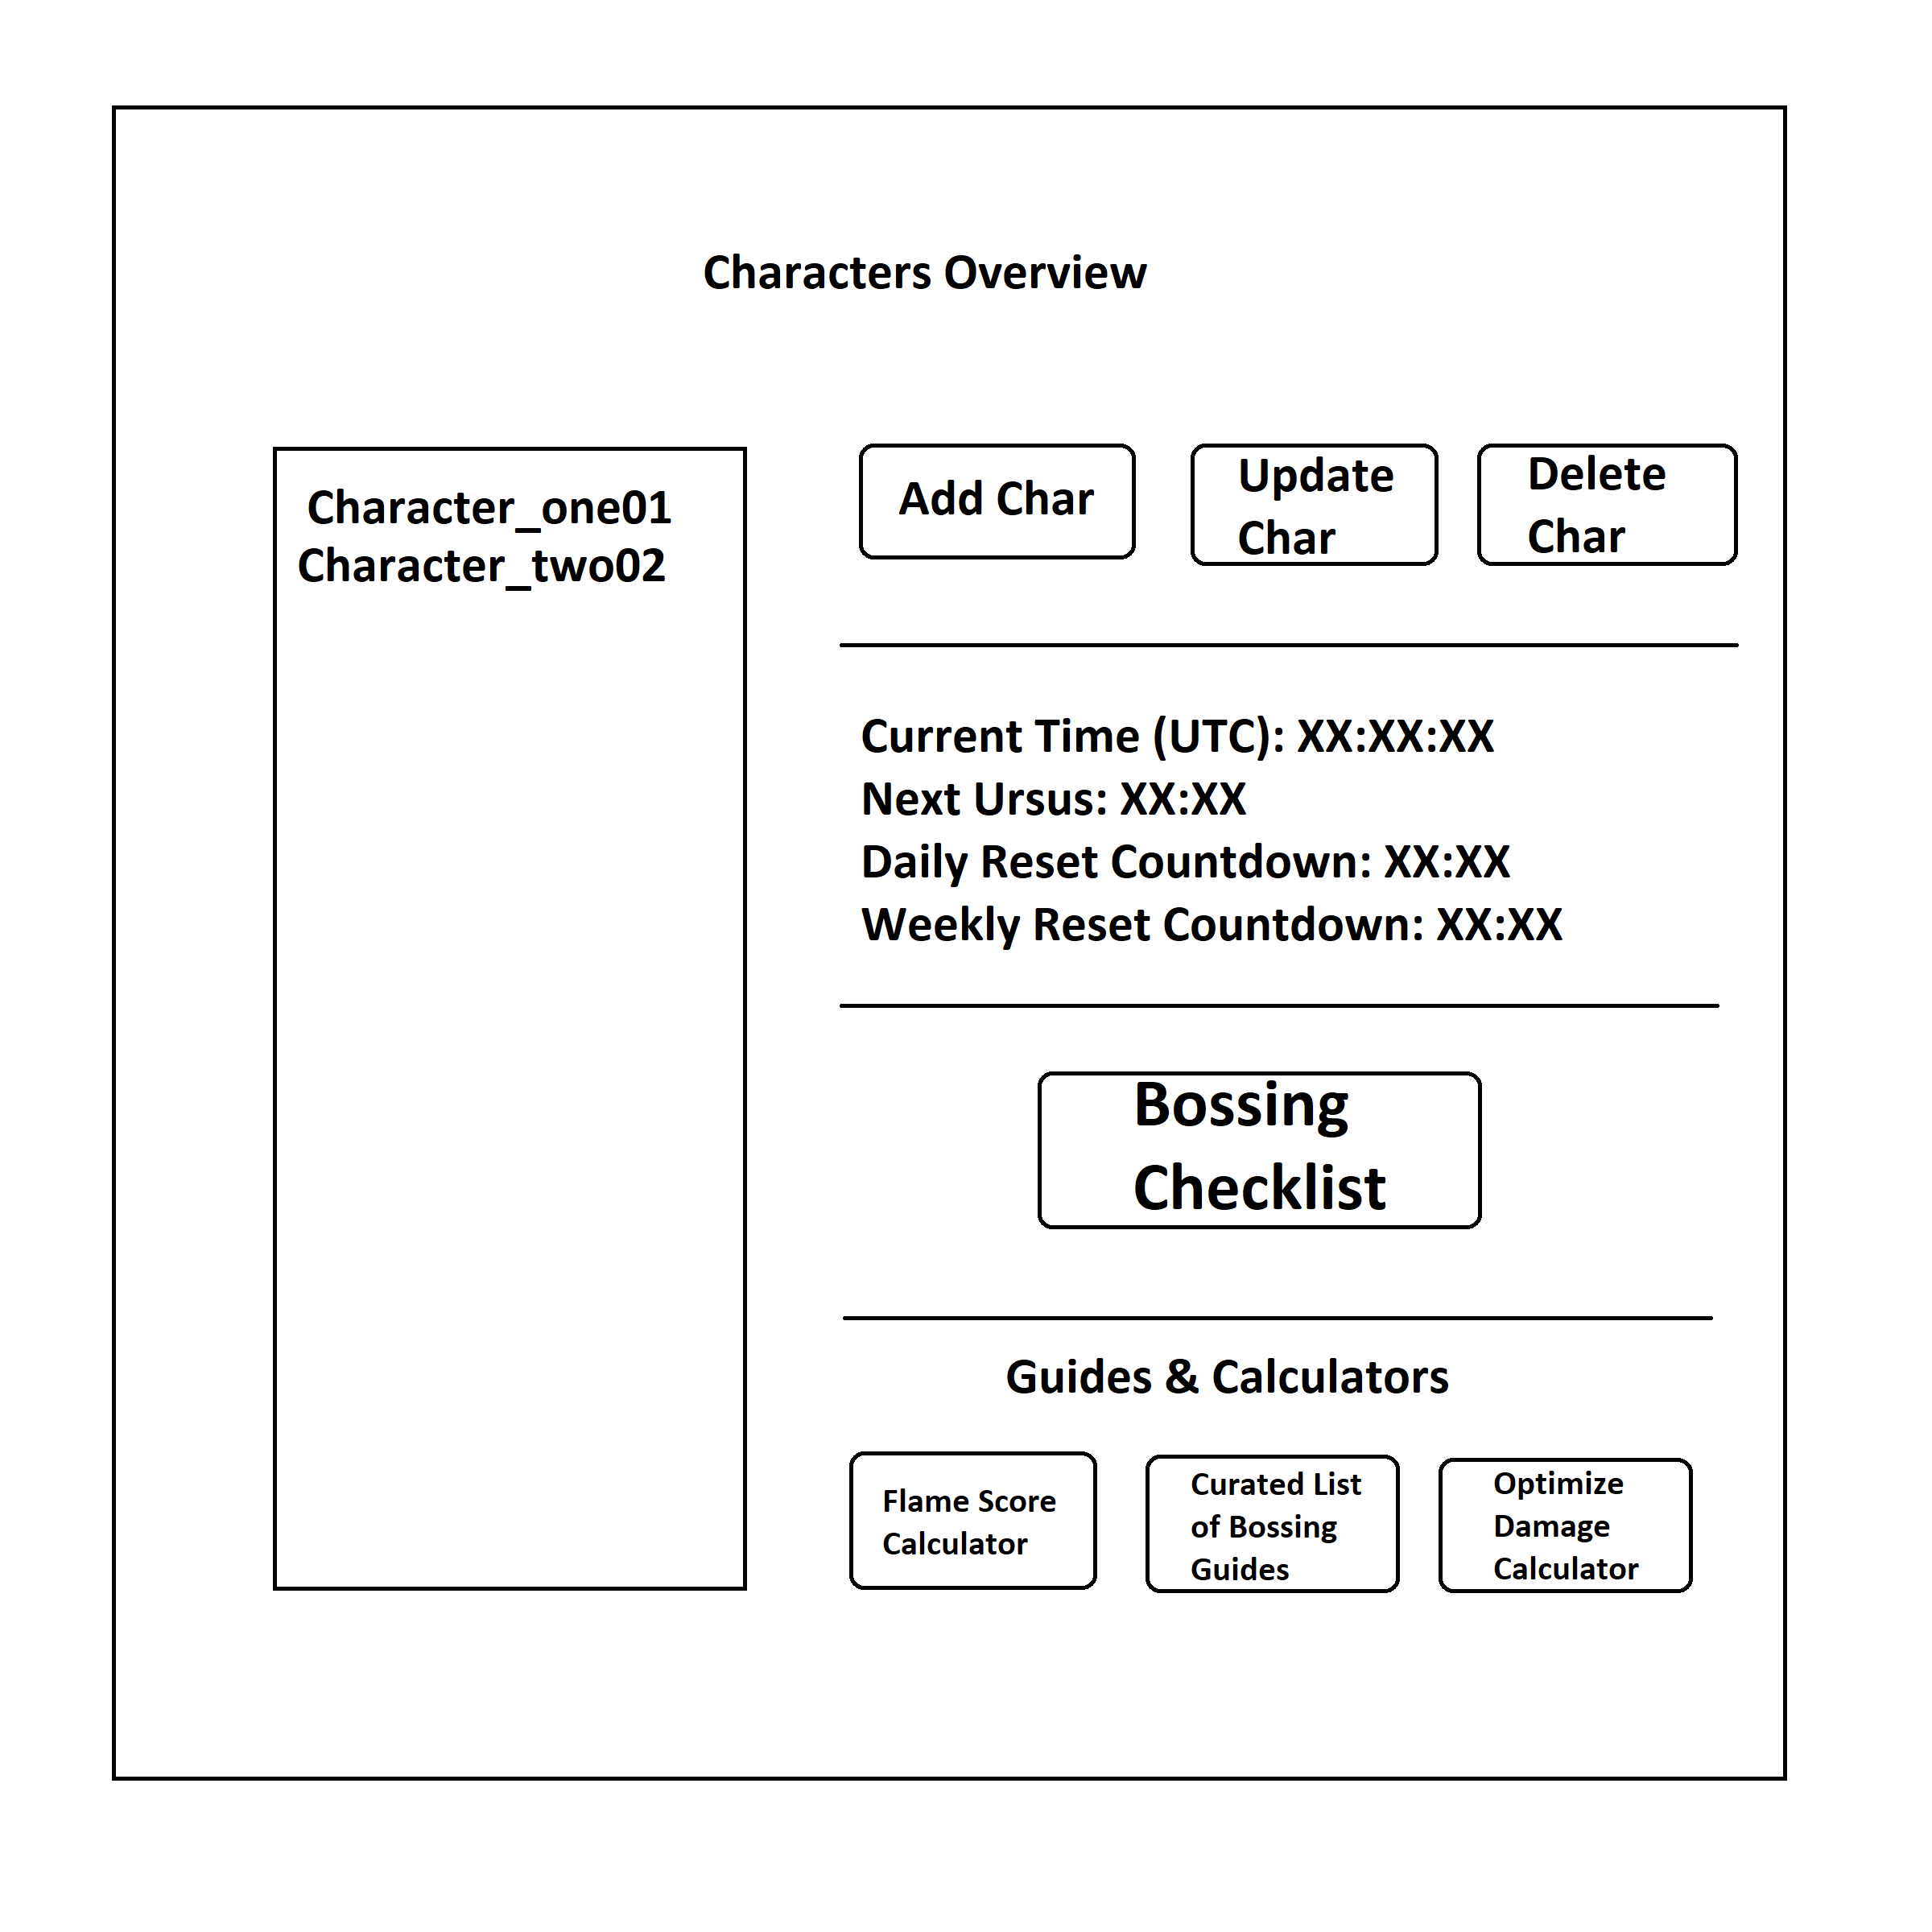 Characters Overview
Character_one01
Character_two02
Add Char
Update
Char
Delete
Char
Current Time (UTC): XX:XX:XX
Next Ursus: XX:XX
Daily Reset Countdown: XX:XX
Weekly Reset Countdown: XX:XX
Bossing
Checklist
Guides & Calculators
Flame Score
Calculator
Curated List
of Bossing
Guides
Optimize
Damage
Calculator